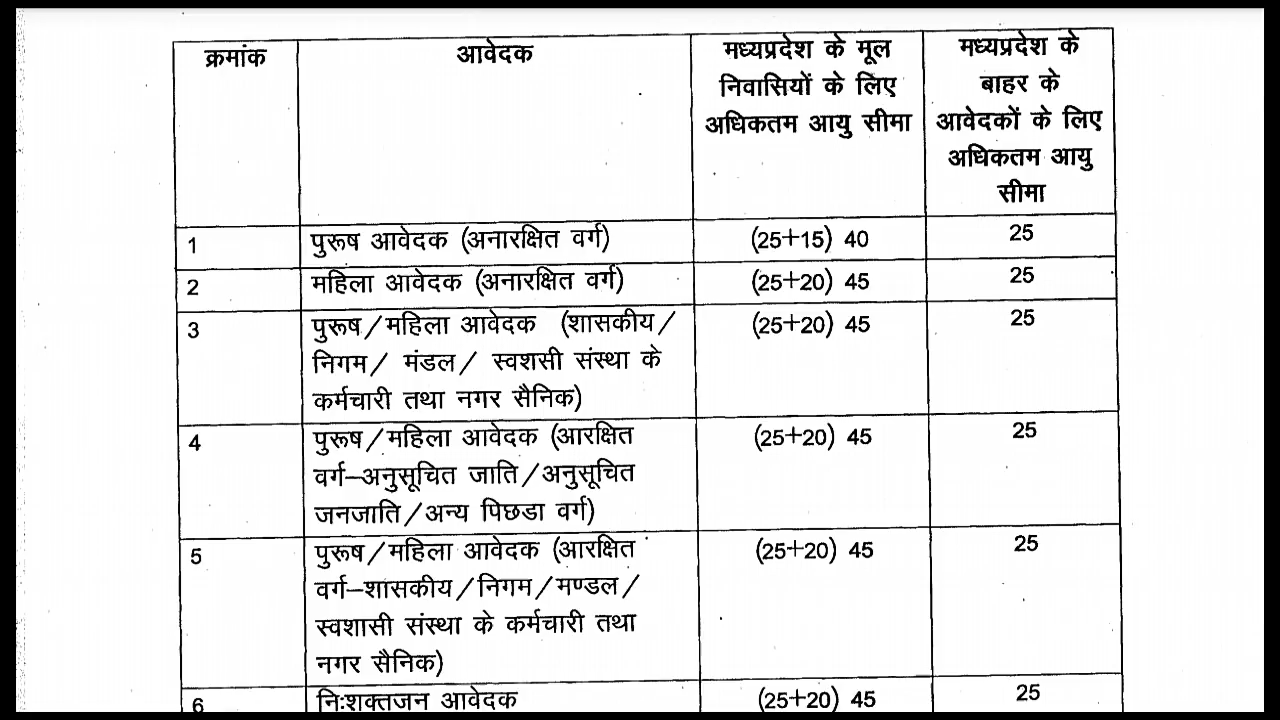 क्रमांक आवेदक मध्यप्रदेश के मूल मध्यप्रदेश के
निवासियों के लिए बाहर के
अधिकतम आयु सीमा आवेदकों के लिए
अधिकतम आयु
सीमा
1 पुरूष आवेदक (अनारक्षित वर्ग) (25+15) 40 25
2 महिला आवेदक (अनारक्षित वर्ग) (25+20) 45 25
3 पुरूष/महिला आवेदक (शासकीय/ (25+20) 45 25
निगम/ मंडल/ स्वशसी संस्था के
कर्मचारी तथा नगर सैनिक)
4 पुरूष/महिला आवेदक (आरक्षित (25+20) 45 25
वर्ग–अनुसूचित जाति/अनुसूचित
जनजाति/अन्य पिछडा वर्ग)
5 पुरूष/महिला आवेदक (आरक्षित (25+20) 45 25
वर्ग–शासकीय/निगम/मण्डल/
स्वशासी संस्था के कर्मचारी तथा
नगर सैनिक)
6 निःशक्तजन आवेदक (25+20) 45 25